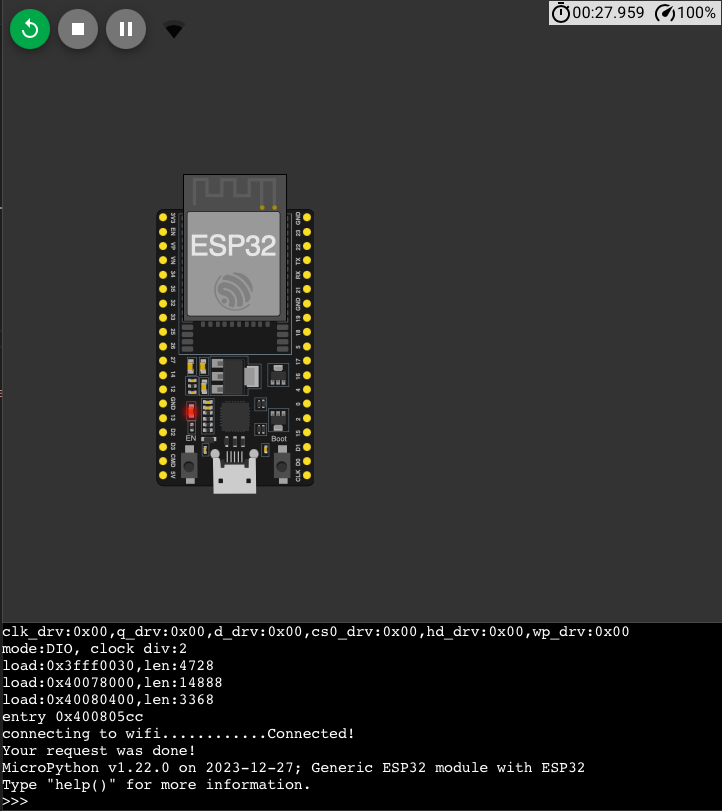 00:27.959 100%
ESP32
3V3
EN
VP
VN
34
35
32
33
25
26
27
14
12
GND
13
D2
D3
CMD
5V
GND
23
22
TX
RX
21
GND
19
18
5
17
16
4
0
2
15
D1
D0
CLK
EN
Boot
clk_drv:0x00,q_drv:0x00,d_drv:0x00,cs0_drv:0x00,hd_drv:0x00,wp_drv:0x00
mode:DIO, clock div:2
load:0x3fff0030,len:4728
load:0x40078000,len:14888
load:0x40080400,len:3368
entry 0x400805cc
connecting to wifi............Connected!
Your request was done!
MicroPython v1.22.0 on 2023-12-27; Generic ESP32 module with ESP32
Type "help()" for more information.
>>>